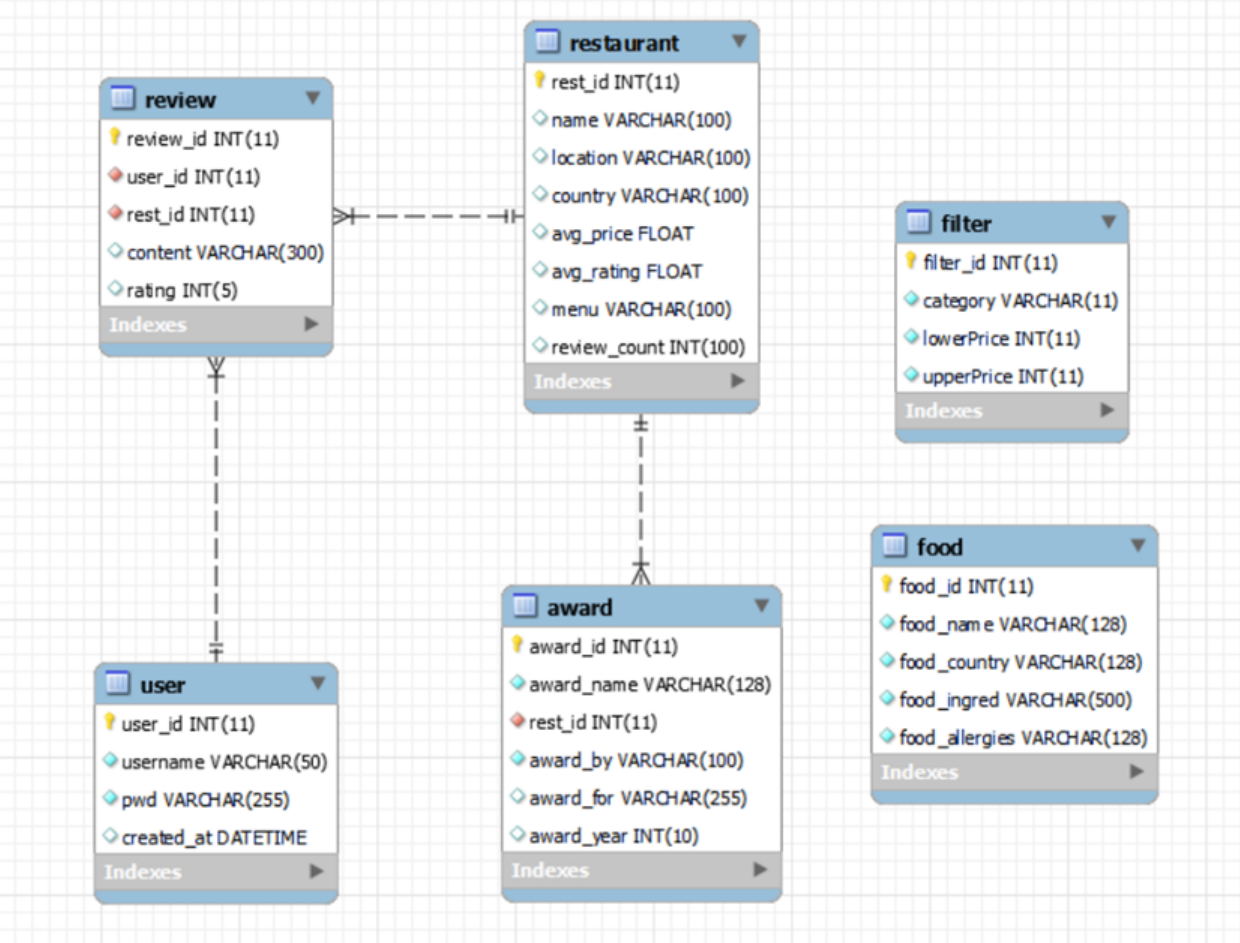 review
review_id INT(11)
user_id INT(11)
rest_id INT(11)
content VARCHAR(300)
rating INT(5)
Indexes
restaurant
rest_id INT(11)
name VARCHAR(100)
location VARCHAR(100)
country VARCHAR(100)
avg_price FLOAT
avg_rating FLOAT
menu VARCHAR(100)
review_count INT(100)
Indexes
filter
filter_id INT(11)
category VARCHAR(11)
lowerPrice INT(11)
upperPrice INT(11)
Indexes
user
user_id INT(11)
username VARCHAR(50)
pwd VARCHAR(255)
created_at DATETIME
Indexes
award
award_id INT(11)
award_name VARCHAR(128)
rest_id INT(11)
award_by VARCHAR(100)
award_for VARCHAR(255)
award_year INT(10)
Indexes
food
food_id INT(11)
food_name VARCHAR(128)
food_country VARCHAR(128)
food_ingred VARCHAR(500)
food_allergies VARCHAR(128)
Indexes